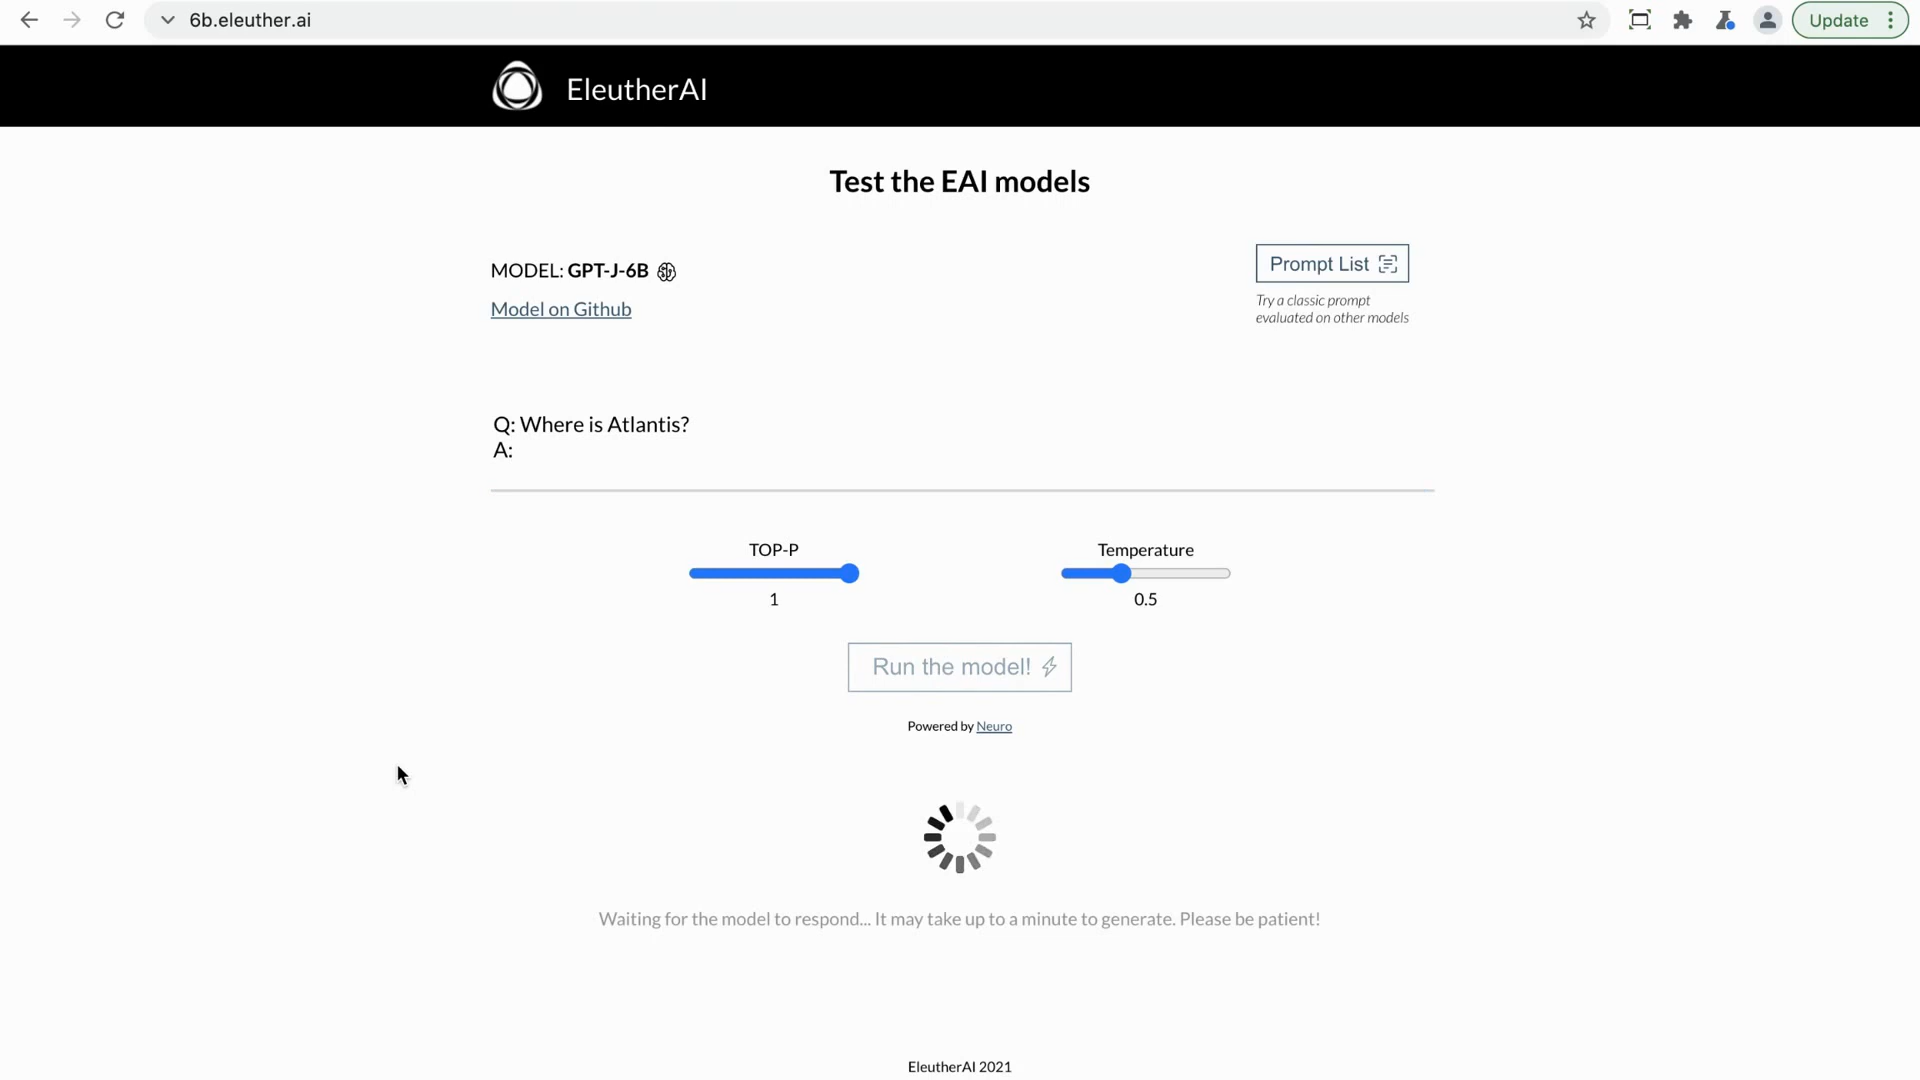 6b.eleuther.ai
Update
EleutherAI
Test the EAI models
MODEL: GPT-J-6B
Model on Github
Prompt List
Try a classic prompt
evaluated on other models
Q: Where is Atlantis?
A:
TOP-P
1
Temperature
0.5
Run the model!
Powered by Neuro
Waiting for the model to respond... It may take up to a minute to generate. Please be patient!
EleutherAI 2021